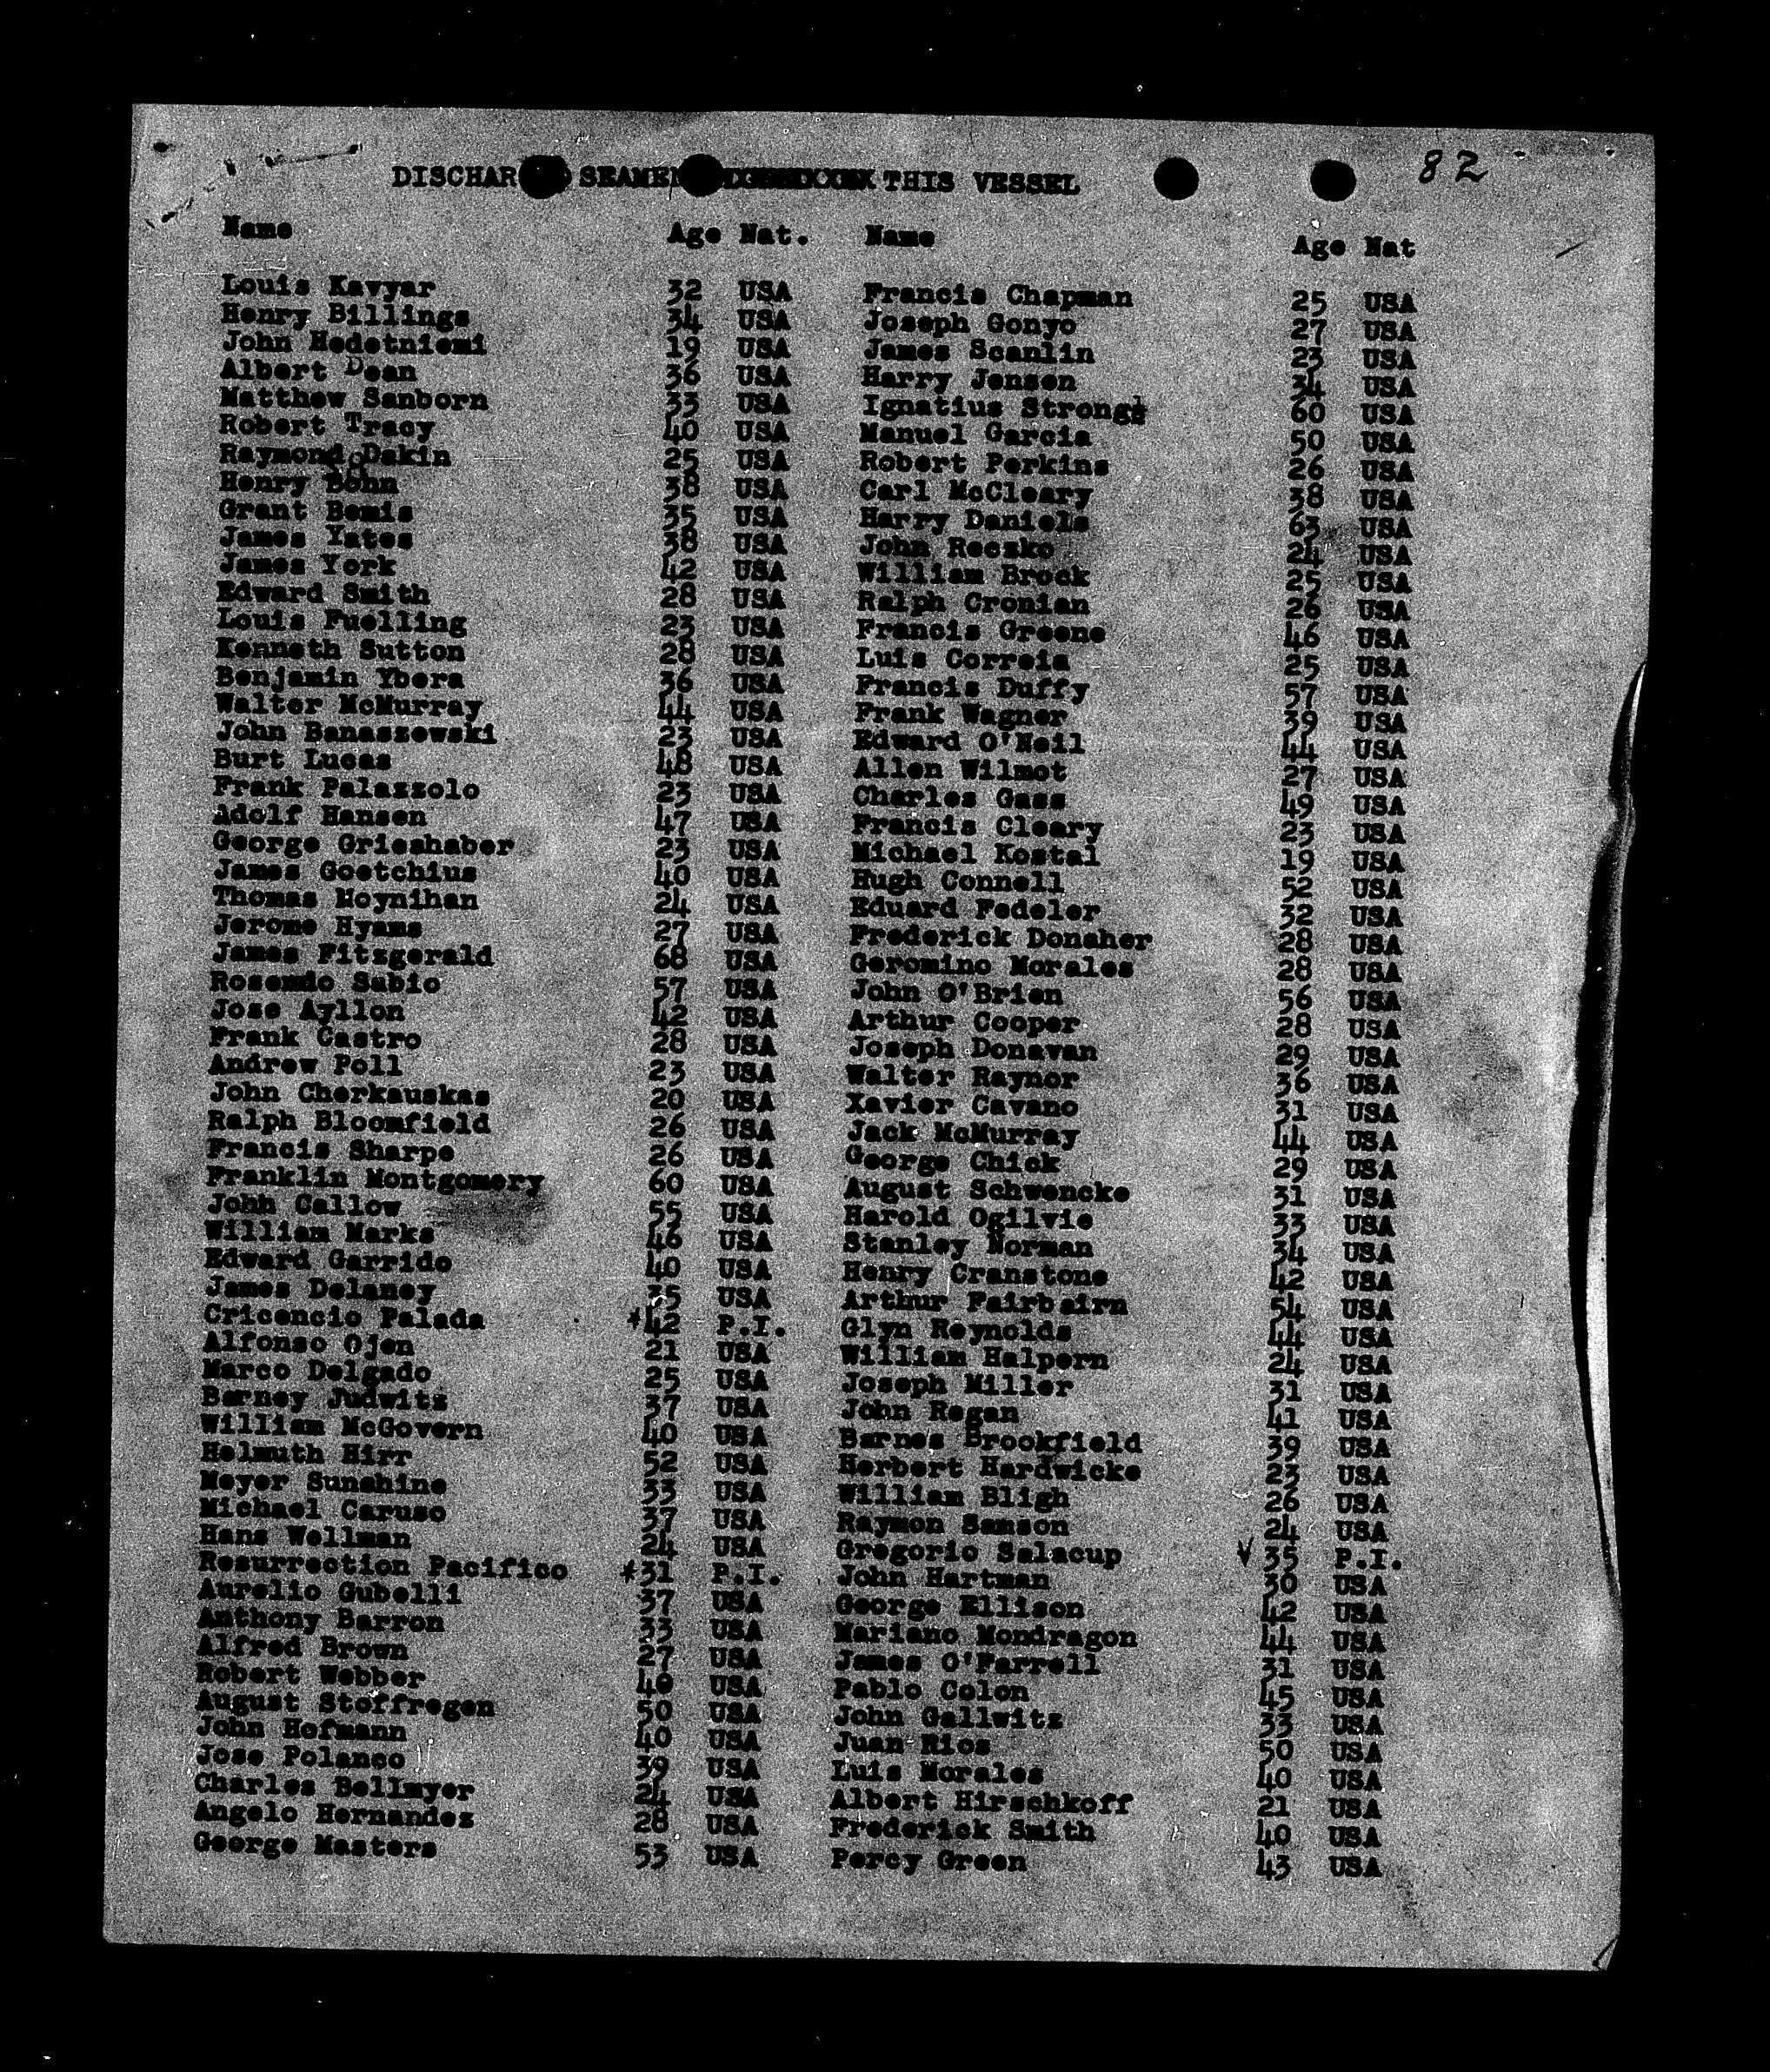 82
SEAMEN THIS VESSEL
Name Age Nat. Name Age Nat
Louis Kavyar 32 USA Francis Chapman 25 USA
Henry Billings 34 USA Joseph Gonyo 27 USA
John Hedetniemi 19 USA James Scanlin 23 USA
Albert Dean 36 USA Harry Jensen 34 USA
Matthew Sanborn 33 USA Ignatius Strong 60 USA
Robert Tracy 40 USA Manuel Garcia 50 USA
Raymond Dakin 25 USA Robert Perkins 26 USA
Henry Bohn 38 USA Carl McCleary 38 USA
Grant Bemis 35 USA Harry Daniels 63 USA
James Yates 38 USA John Reczko 24 USA
James York 42 USA William Brock 25 USA
Edward Smith 28 USA Ralph Cronian 26 USA
Louis Fuelling 23 USA Francis Greene 46 USA
Kenneth Sutton 28 USA Luis Correia 25 USA
Benjamin Ybera 36 USA Francis Duffy 57 USA
Walter McMurray 44 USA Frank Wagner 39 USA
John Banaszewski 23 USA Edward O'Neil 44 USA
Burt Lucas 48 USA Allen Wilmot 27 USA
Frank Palazzolo 23 USA Charles Gass 49 USA
Adolf Hansen 47 USA Francis Cleary 23 USA
George Grieshaber 23 USA Michael Kostal 19 USA
James Goetchius 40 USA Hugh Connell 52 USA
Thomas Moynihan 24 USA Eduard Fedeler 32 USA
Jerome Hyams 27 USA Frederick Donaher 28 USA
James Fitzgerald 68 USA Geromino Morales 28 USA
Rosendo Sabio 57 USA John O'Brien 56 USA
Jose Ayllon 42 USA Arthur Cooper 28 USA
Frank Castro 28 USA Joseph Donavan 29 USA
Andrew Poll 23 USA Walter Raynor 36 USA
John Cherkauskas 20 USA Xavier Cavano 31 USA
Ralph Bloomfield 26 USA Jack McMurray 44 USA
Francis Sharpe 26 USA George Chick 29 USA
Franklin Montgomery 60 USA August Schwencke 31 USA
John Callow 55 USA Harold Ogilvie 33 USA
William Marks 46 USA Stanley Norman 34 USA
Edward Garrido 40 USA Henry Cranstone 42 USA
James Delaney 35 USA Arthur Fairbairn 54 USA
Cricencio Palada 42 P.I. Glyn Reynolds 44 USA
Alfonso Ojen 21 USA William Halpern 24 USA
Marco Delgado 25 USA Joseph Miller 31 USA
Barney Judwitz 37 USA John Regan 41 USA
William McGovern 40 USA Barnes Brookfield 39 USA
Helmuth Hirr 52 USA Herbert Hardwicke 23 USA
Meyer Sunshine 33 USA William Bligh 26 USA
Michael Caruso 37 USA Raymon Samson 24 USA
Hans Wellman 24 USA Gregorio Salacup 35 P.I.
Resurrection Pacifico 31 P.I. John Hartman 30 USA
Aurelio Gubelli 37 USA George Ellison 42 USA
Anthony Barron 33 USA Mariano Mondragon 44 USA
Alfred Brown 27 USA James O'Farrell 31 USA
Robert Webber 40 USA Pablo Colon 45 USA
August Stoffregen 50 USA John Gallwitz 33 USA
John Hofmann 40 USA Juan Rios 50 USA
Jose Polanco 39 USA Luis Morales 40 USA
Charles Bellmyer 24 USA Albert Hirschkoff 21 USA
Angelo Hernandez 28 USA Frederick Smith 40 USA
George Masters 53 USA Percy Green 43 USA